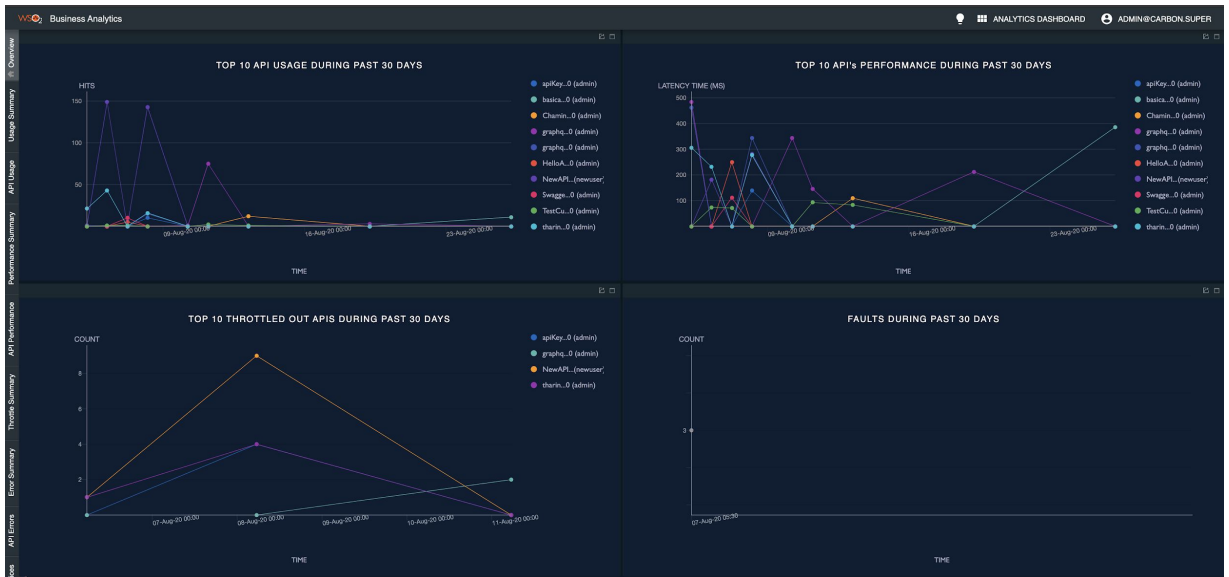 WSO2 Business Analytics
ANALYTICS DASHBOARD
ADMIN@CARBON.SUPER
Overview
Usage Summary
API Usage
Performance Summary
API Performance
Throttle Summary
Error Summary
API Errors
TOP 10 API USAGE DURING PAST 30 DAYS
HITS
150
100
50
09-Aug-20 00:00
16-Aug-20 00:00
23-Aug-20 00:00
TIME
apiKey...0 (admin)
basica...0 (admin)
Chamin...0 (admin)
graphq...0 (admin)
graphq...0 (admin)
HelloA...0 (admin)
NewAPI...(newuser)
Swagge...0 (admin)
TestCu...0 (admin)
tharin...0 (admin)
TOP 10 API's PERFORMANCE DURING PAST 30 DAYS
LATENCY TIME (MS)
500
400
300
200
100
09-Aug-20 00:00
16-Aug-20 00:00
23-Aug-20 00:00
TIME
apiKey...0 (admin)
basica...0 (admin)
Chamin...0 (admin)
graphq...0 (admin)
graphq...0 (admin)
HelloA...0 (admin)
NewAPI...(newuser)
Swagge...0 (admin)
TestCu...0 (admin)
tharin...0 (admin)
TOP 10 THROTTLED OUT APIS DURING PAST 30 DAYS
COUNT
8
6
4
2
07-Aug-20 00:00
08-Aug-20 00:00
09-Aug-20 00:00
10-Aug-20 00:00
11-Aug-20 00:00
TIME
apiKey...0 (admin)
graphq...0 (admin)
NewAPI...(newuser)
tharin...0 (admin)
FAULTS DURING PAST 30 DAYS
COUNT
3
07-Aug-20 05:30
TIME